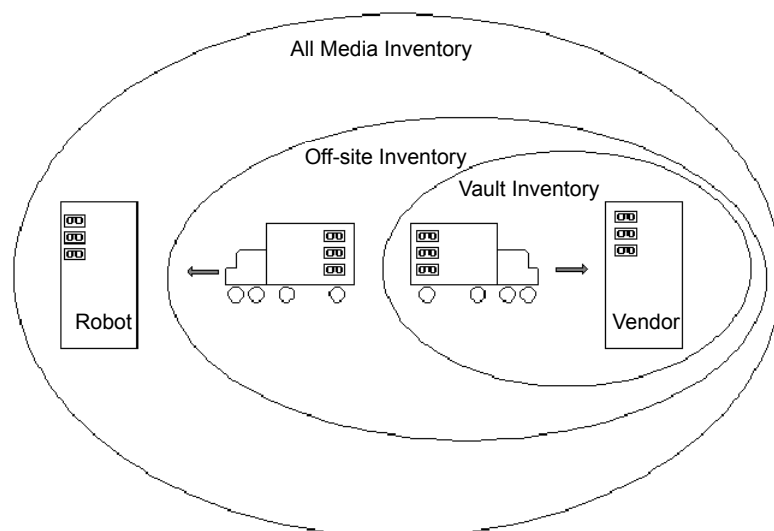 All Media Inventory
Off-site Inventory
Vault Inventory
Robot
Vendor